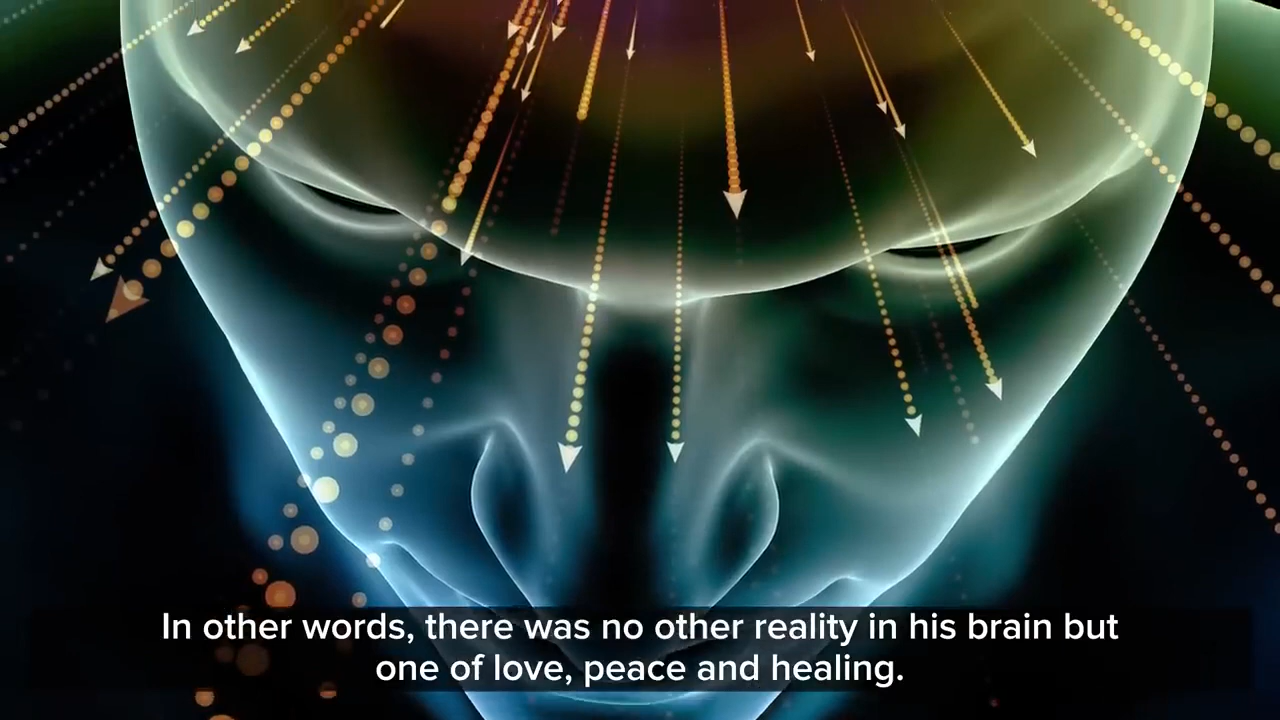 In other words, there was no other reality in his brain but
one of love, peace and healing.